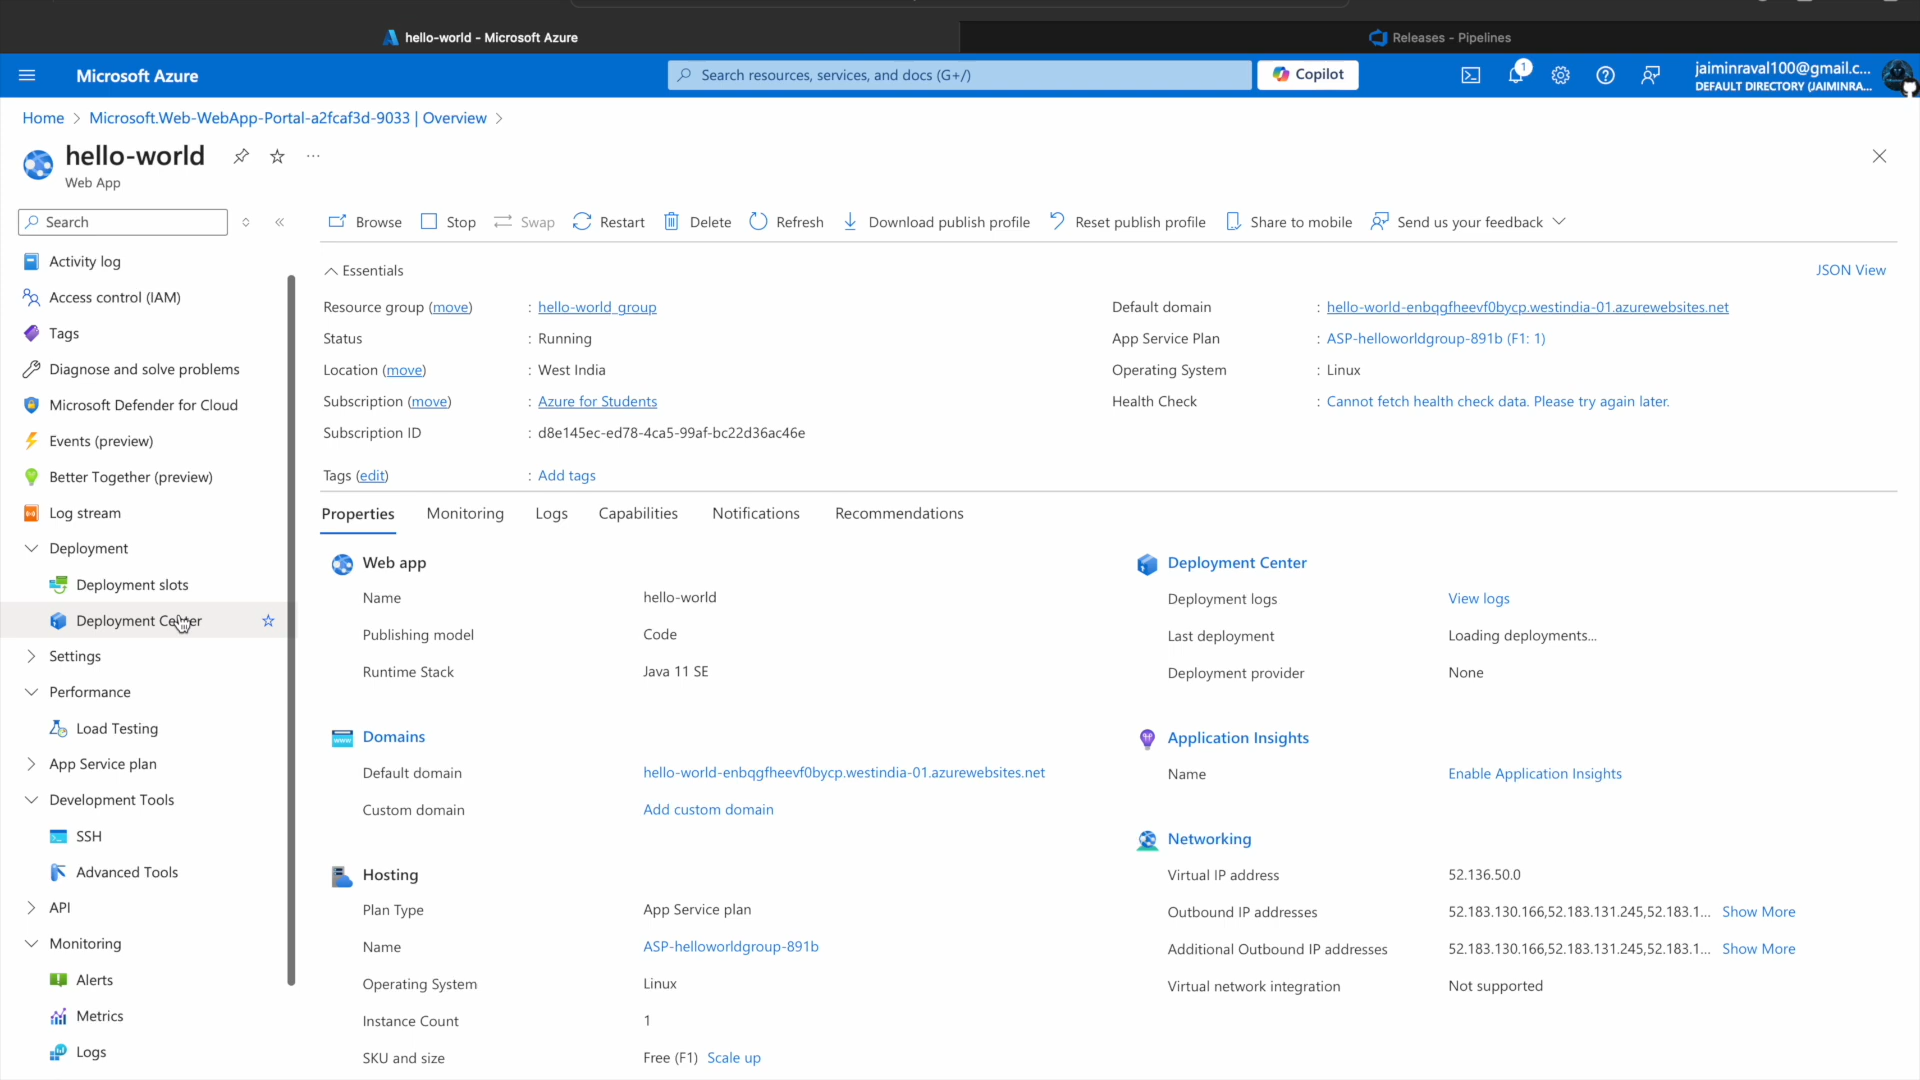 hello-world - Microsoft Azure
Releases - Pipelines
Microsoft Azure
Search resources, services, and docs (G+/)
Copilot
1
jaiminraval100@gmail.c...
DEFAULT DIRECTORY (JAIMINRA...
Home > Microsoft.Web-WebApp-Portal-a2fcaf3d-9033 | Overview >
hello-world
Web App
Search
Browse
Stop
Swap
Restart
Delete
Refresh
Download publish profile
Reset publish profile
Share to mobile
Send us your feedback
Activity log
Access control (IAM)
Tags
Diagnose and solve problems
Microsoft Defender for Cloud
Events (preview)
Better Together (preview)
Log stream
Deployment
Deployment slots
Deployment Center
Settings
Performance
Load Testing
App Service plan
Development Tools
SSH
Advanced Tools
API
Monitoring
Alerts
Metrics
Logs
Essentials
JSON View
Resource group (move) : hello-world_group
Status : Running
Location (move) : West India
Subscription (move) : Azure for Students
Subscription ID : d8e145ec-ed78-4ca5-99af-bc22d36ac46e
Tags (edit) : Add tags
Default domain : hello-world-enbqgfheevf0bycp.westindia-01.azurewebsites.net
App Service Plan : ASP-helloworldgroup-891b (F1: 1)
Operating System : Linux
Health Check : Cannot fetch health check data. Please try again later.
Properties
Monitoring
Logs
Capabilities
Notifications
Recommendations
Web app
Name hello-world
Publishing model Code
Runtime Stack Java 11 SE
Domains
Default domain hello-world-enbqgfheevf0bycp.westindia-01.azurewebsites.net
Custom domain Add custom domain
Hosting
Plan Type App Service plan
Name ASP-helloworldgroup-891b
Operating System Linux
Instance Count 1
SKU and size Free (F1) Scale up
Deployment Center
Deployment logs View logs
Last deployment Loading deployments...
Deployment provider None
Application Insights
Name Enable Application Insights
Networking
Virtual IP address 52.136.50.0
Outbound IP addresses 52.183.130.166,52.183.131.245,52.183.1... Show More
Additional Outbound IP addresses 52.183.130.166,52.183.131.245,52.183.1... Show More
Virtual network integration Not supported